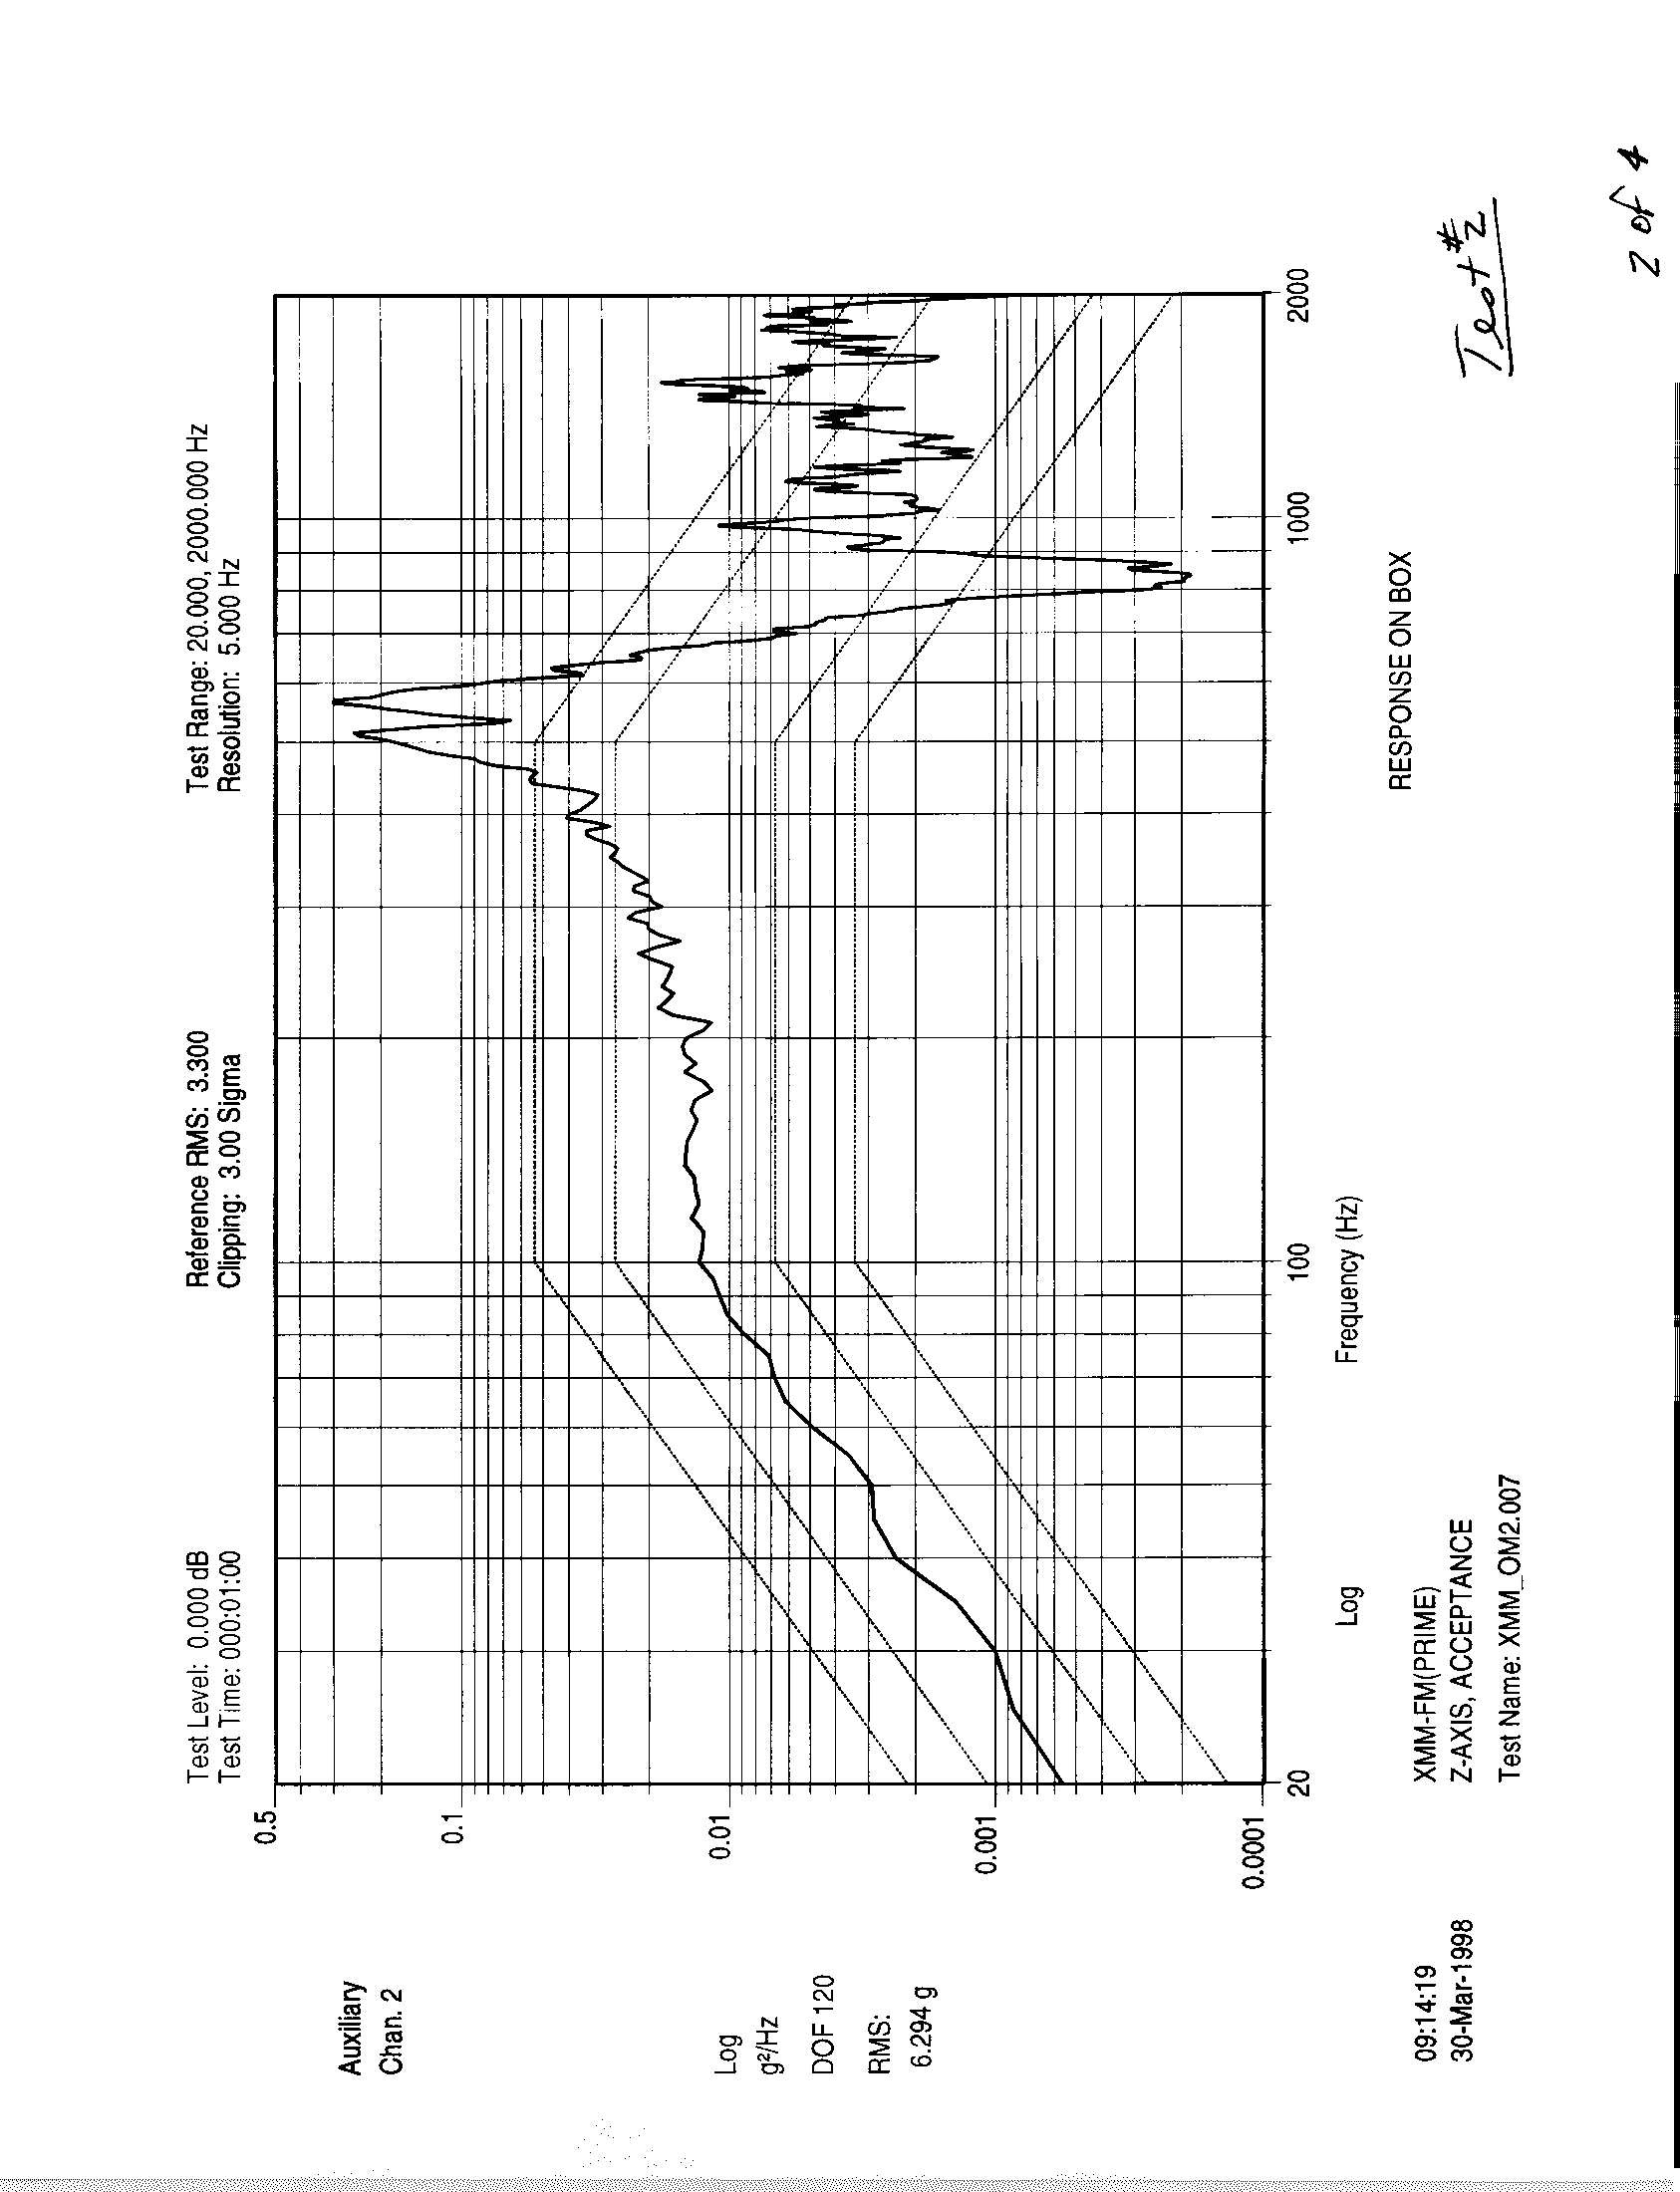 Test Level: 0.000 dB
Test Time: 000:01:00
Reference RMS: 3.300
Clipping: 3.00 Sigma
Test Range: 20.000, 2000.000 Hz
Resolution: 5.000 Hz
Auxiliary
Chan. 2
Log
g²/Hz
DOF 120
RMS:
6.294 g
0.5
0.1
0.01
0.001
0.0001
20
100
1000
2000
Log
Frequency (Hz)
RESPONSE ON BOX
09:14:19
30-Mar-1998
XMM-FM(PRIME)
Z-AXIS, ACCEPTANCE
Test Name: XMM_OM2.007
Test #2
2 of 4